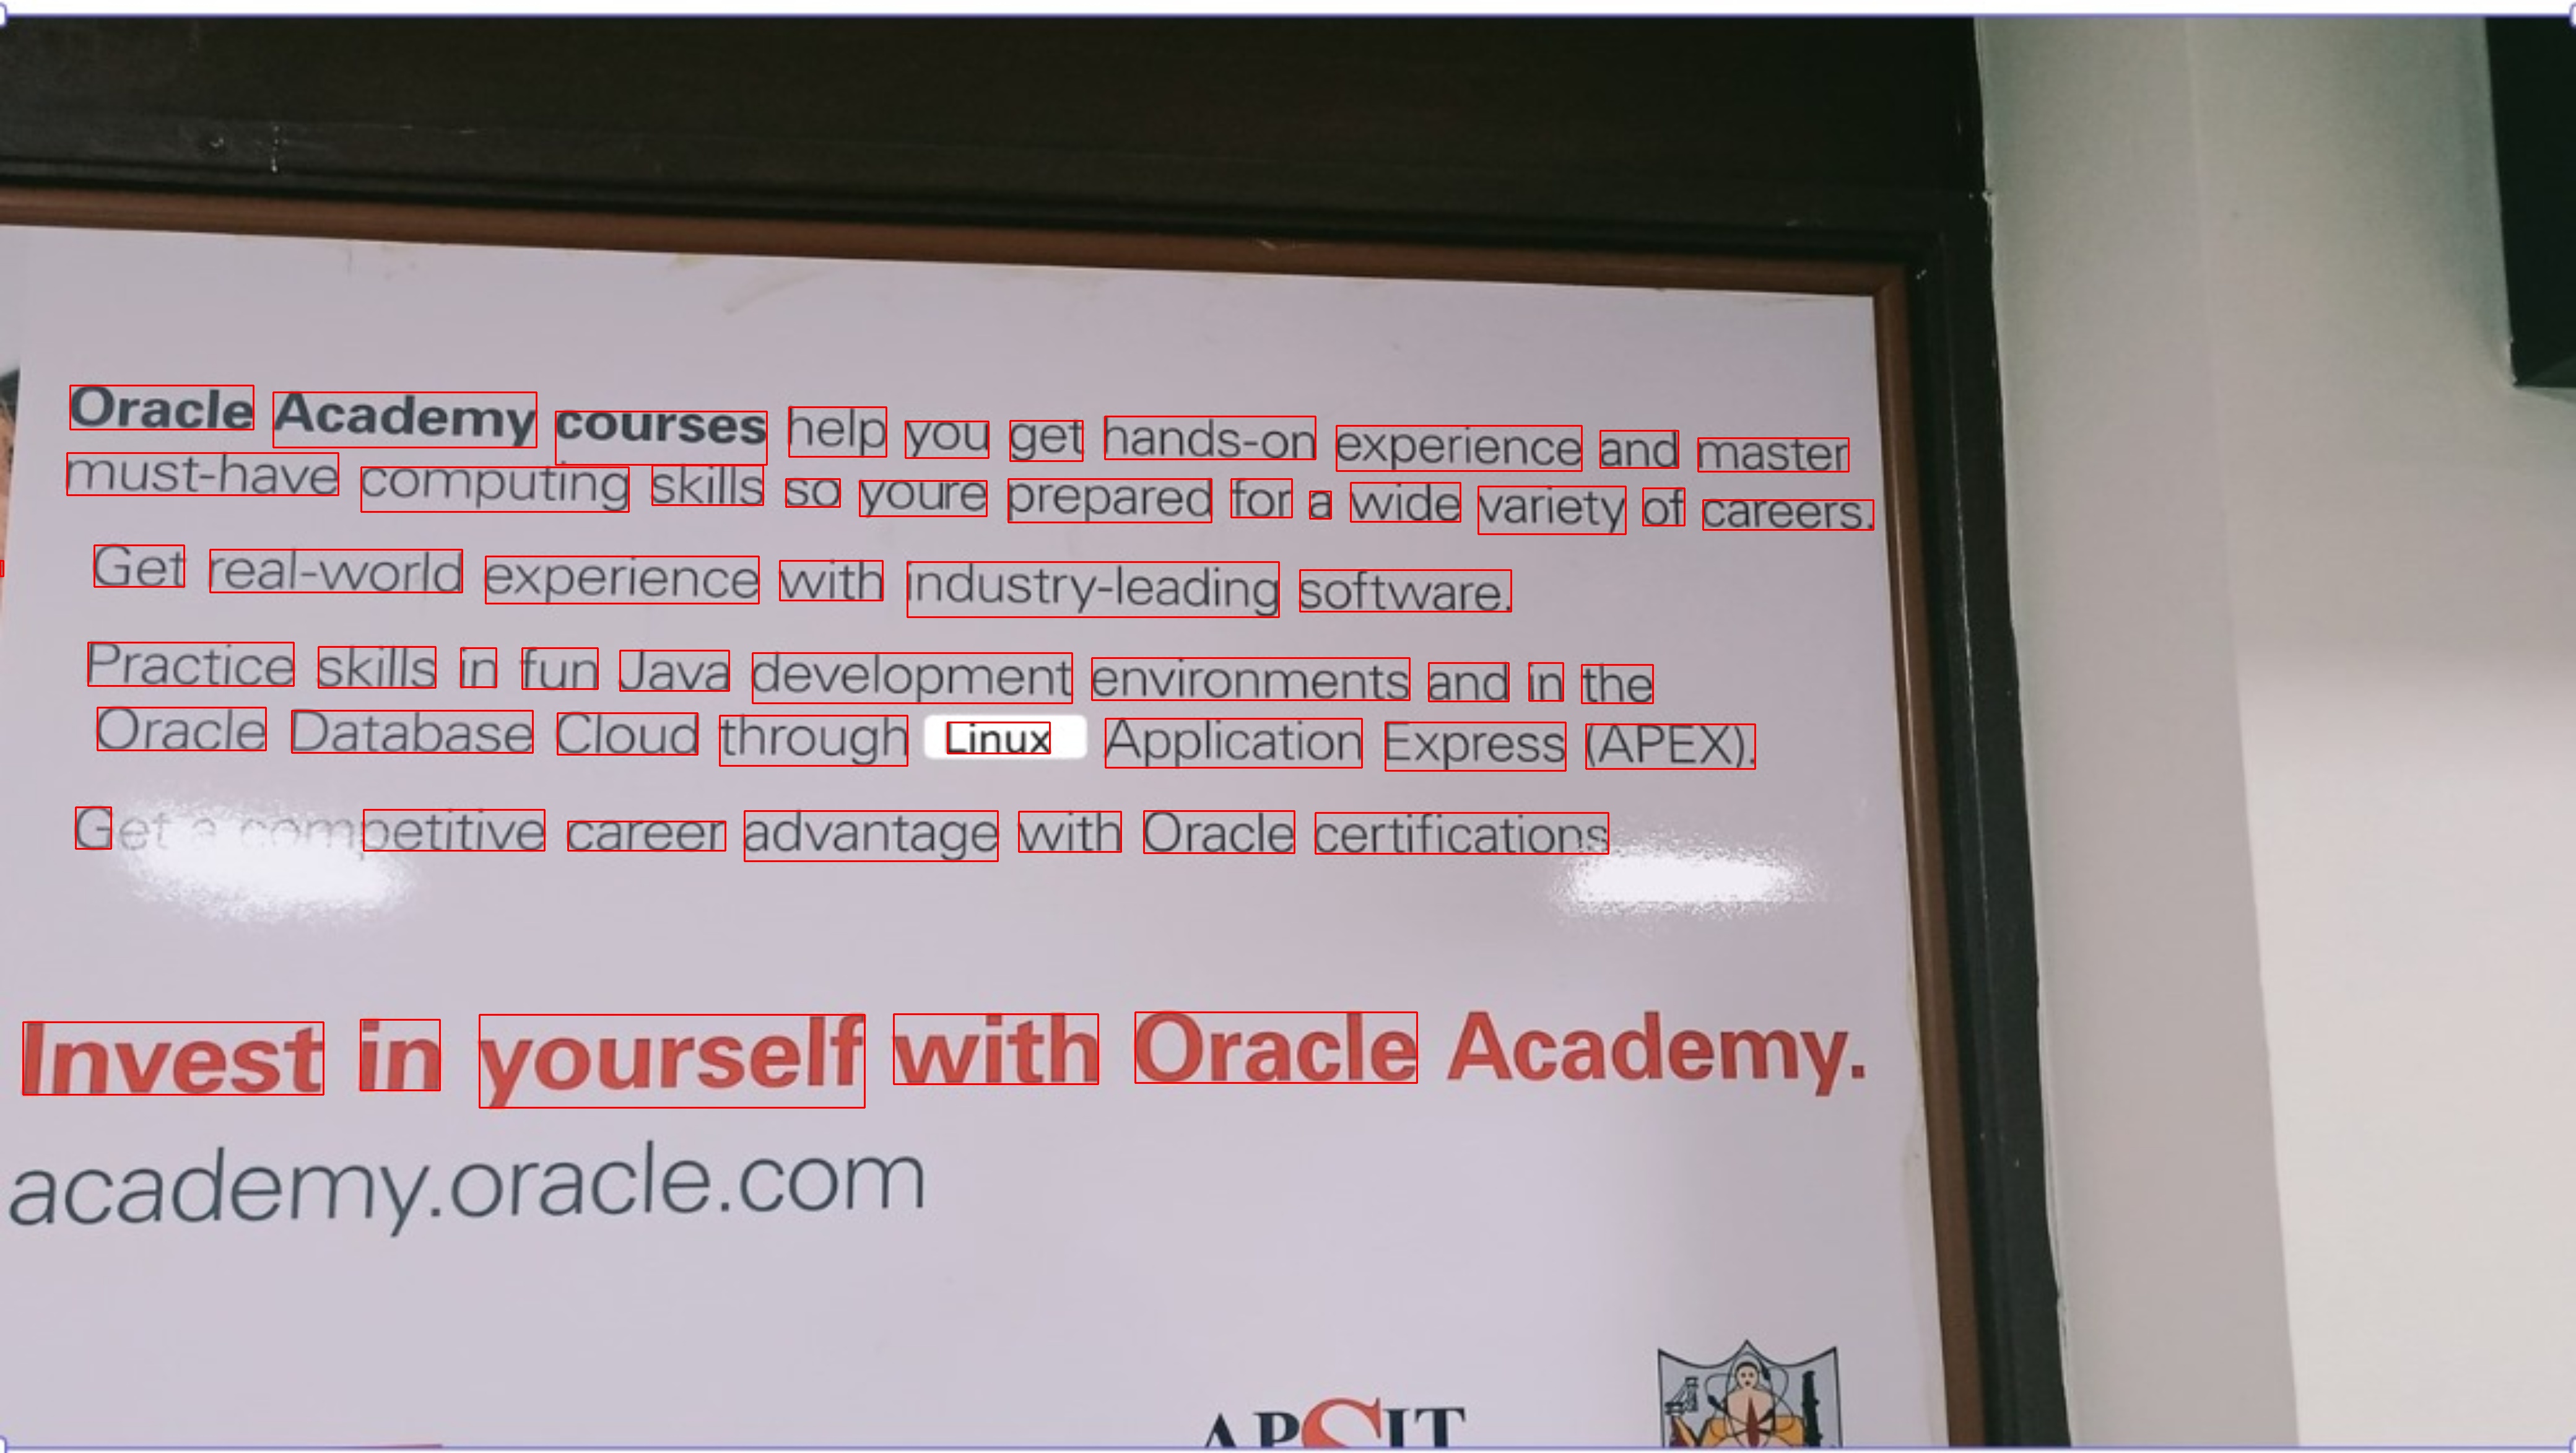 Oracle Academy courses help you get hands-on experience and master
must-have computing skills so youre prepared for a wide variety of careers.
Get real-world experience with industry-leading software.
Practice skills in fun Java development environments and in the
Oracle Database Cloud through Linux Application Express (APEX).
Get a competitive career advantage with Oracle certifications
Invest in yourself with Oracle Academy.
academy.oracle.com
APSIT